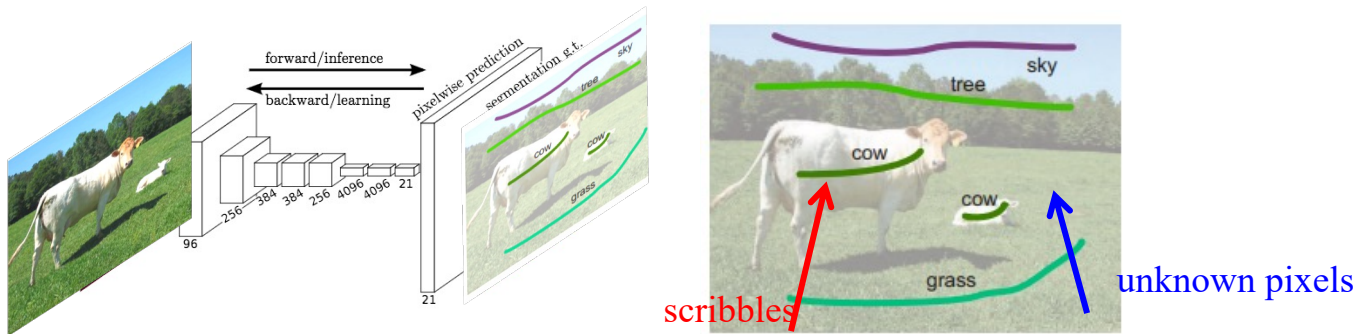 forward/inference
backward/learning
96
256
384
384
256
4096
4096
21
21
pixelwise prediction
segmentation g.t.
sky
tree
cow
cow
grass
sky
tree
cow
cow
grass
scribbles
unknown pixels